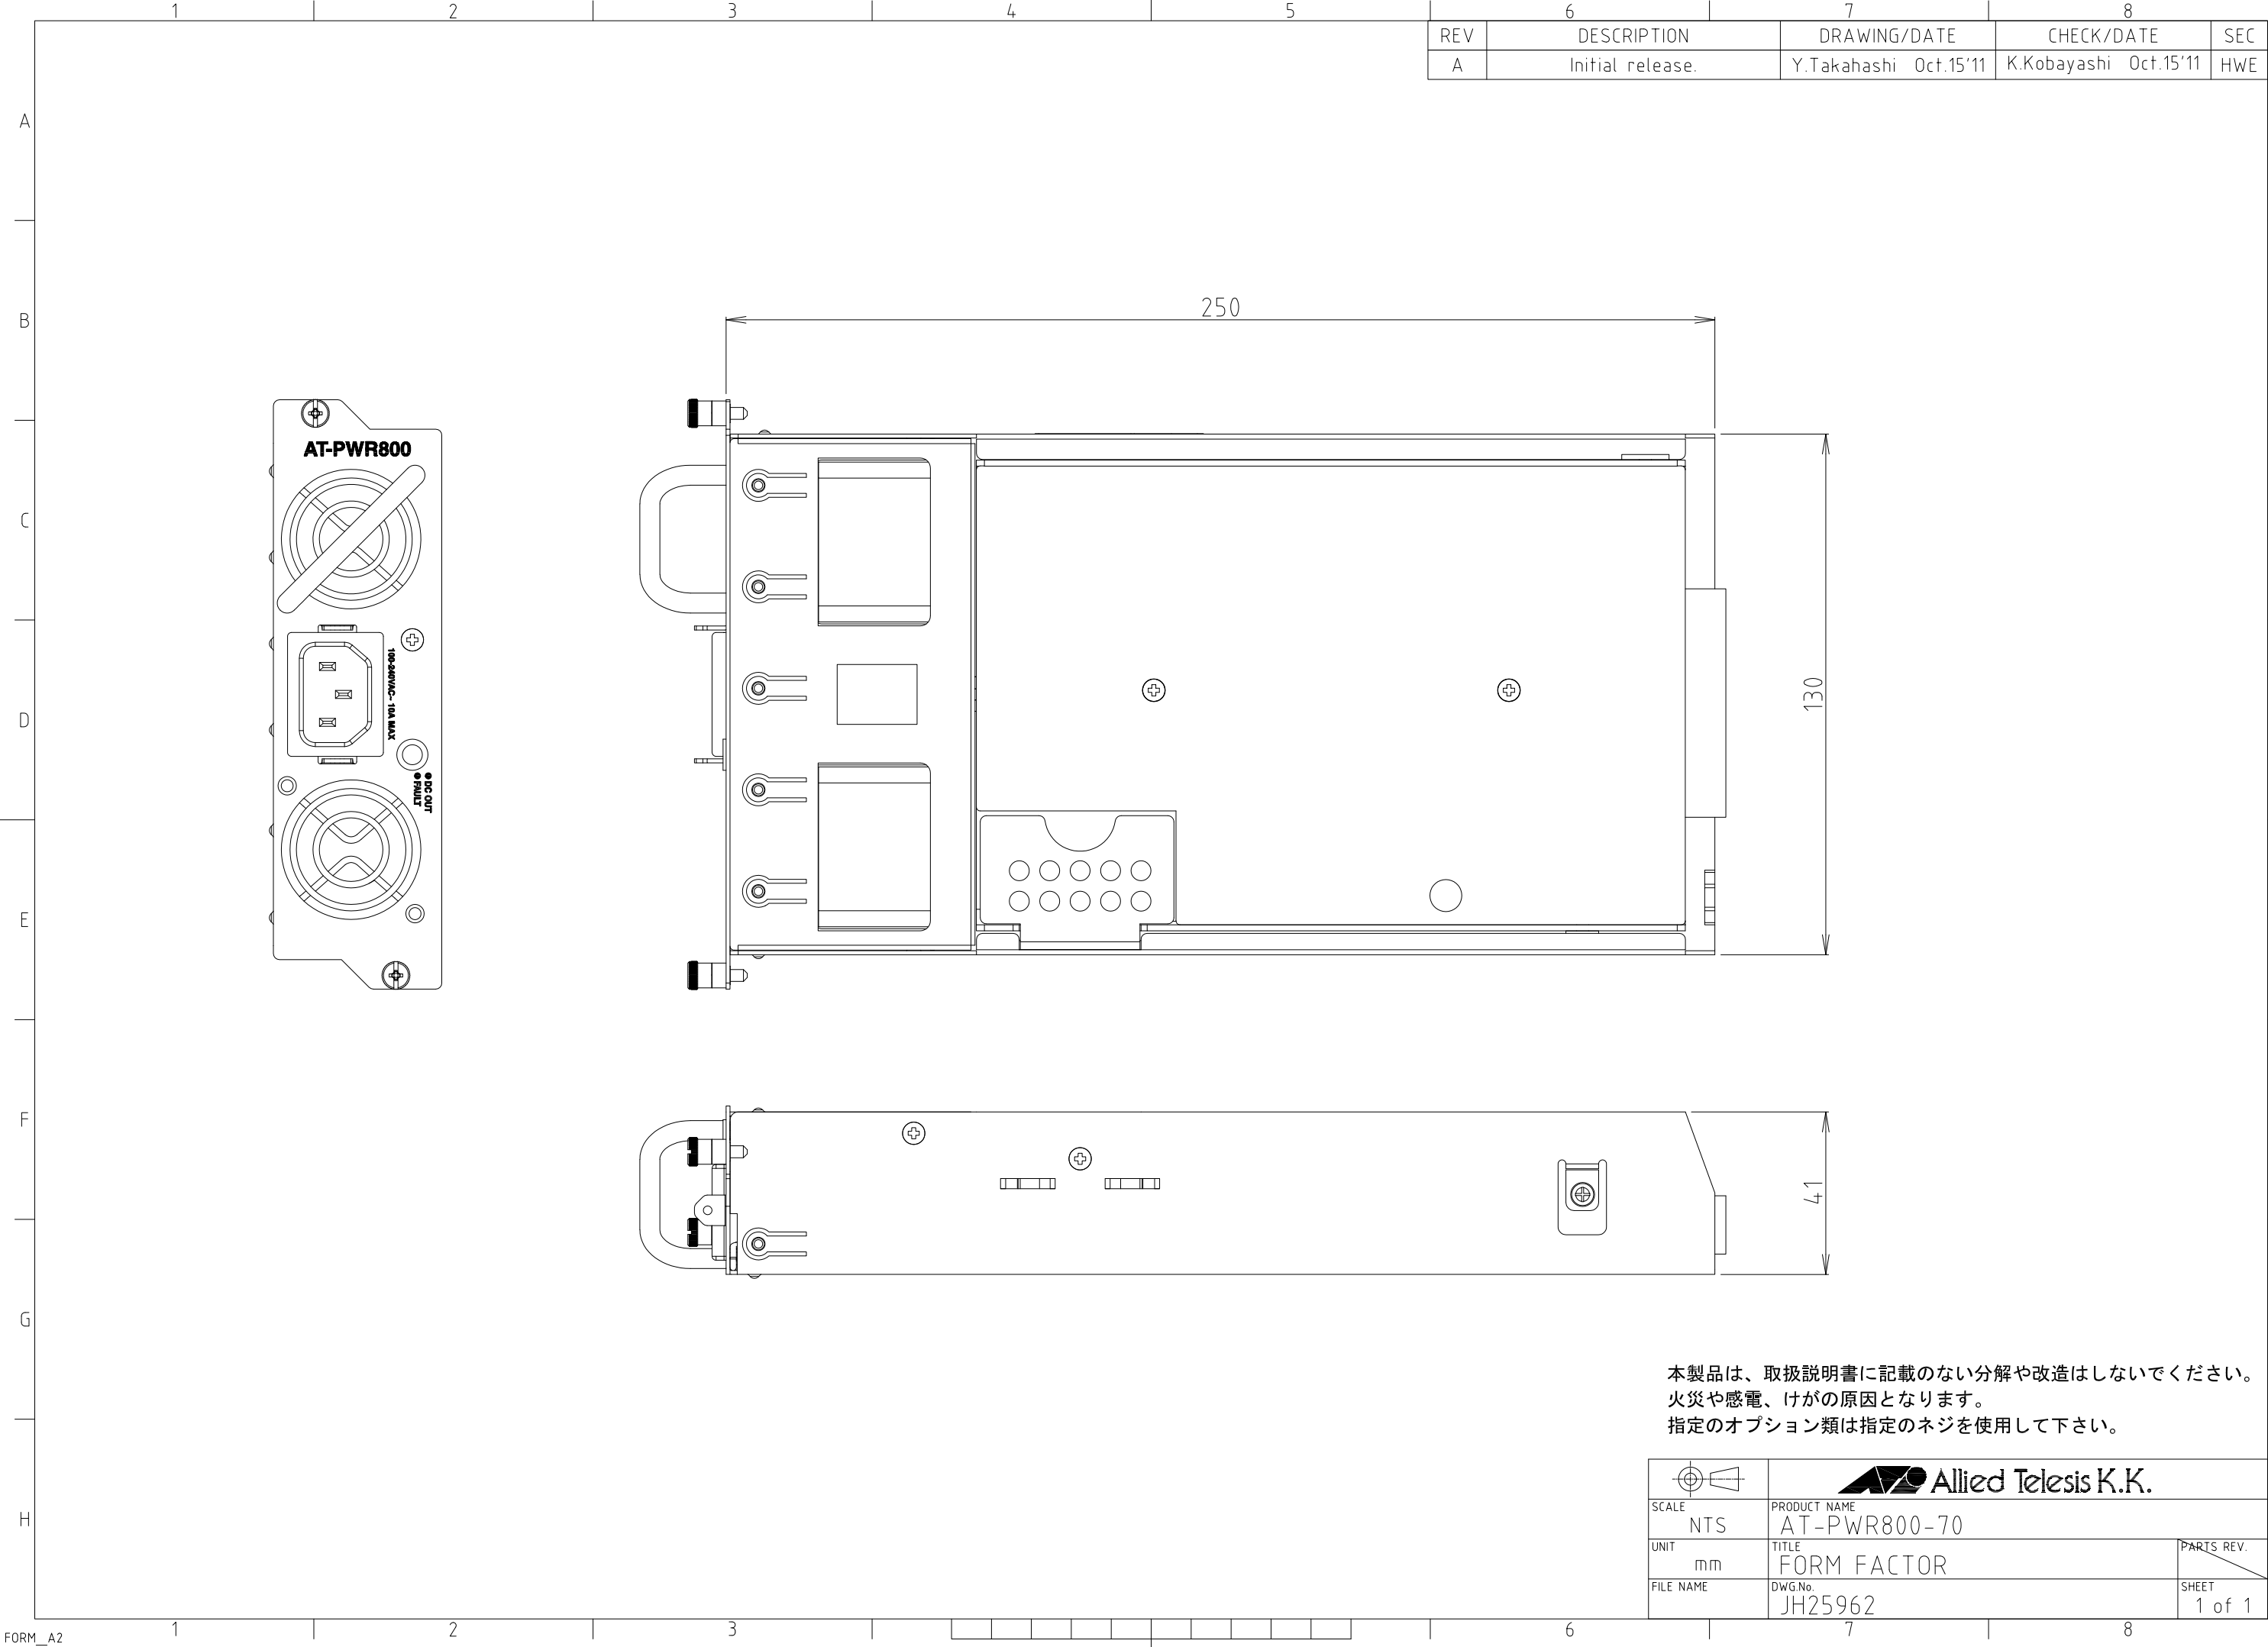 1 2 3 4 5 6 7 8
REV DESCRIPTION DRAWING/DATE CHECK/DATE SEC
A Initial release. Y.Takahashi Oct.15'11 K.Kobayashi Oct.15'11 HWE
A
B
C
D
E
F
G
H
250
130
41
AT-PWR800
100-240VAC~ 10A MAX
DC OUT
FAULT
本製品は、取扱説明書に記載のない分解や改造はしないでください。
火災や感電、けがの原因となります。
指定のオプション類は指定のネジを使用して下さい。
Allied Telesis K.K.
SCALE
NTS
PRODUCT NAME
AT-PWR800-70
UNIT
mm
TITLE
FORM FACTOR
PARTS REV.
FILE NAME
DWG.No.
JH25962
SHEET
1 of 1
1 2 3 6 7 8
FORM_A2